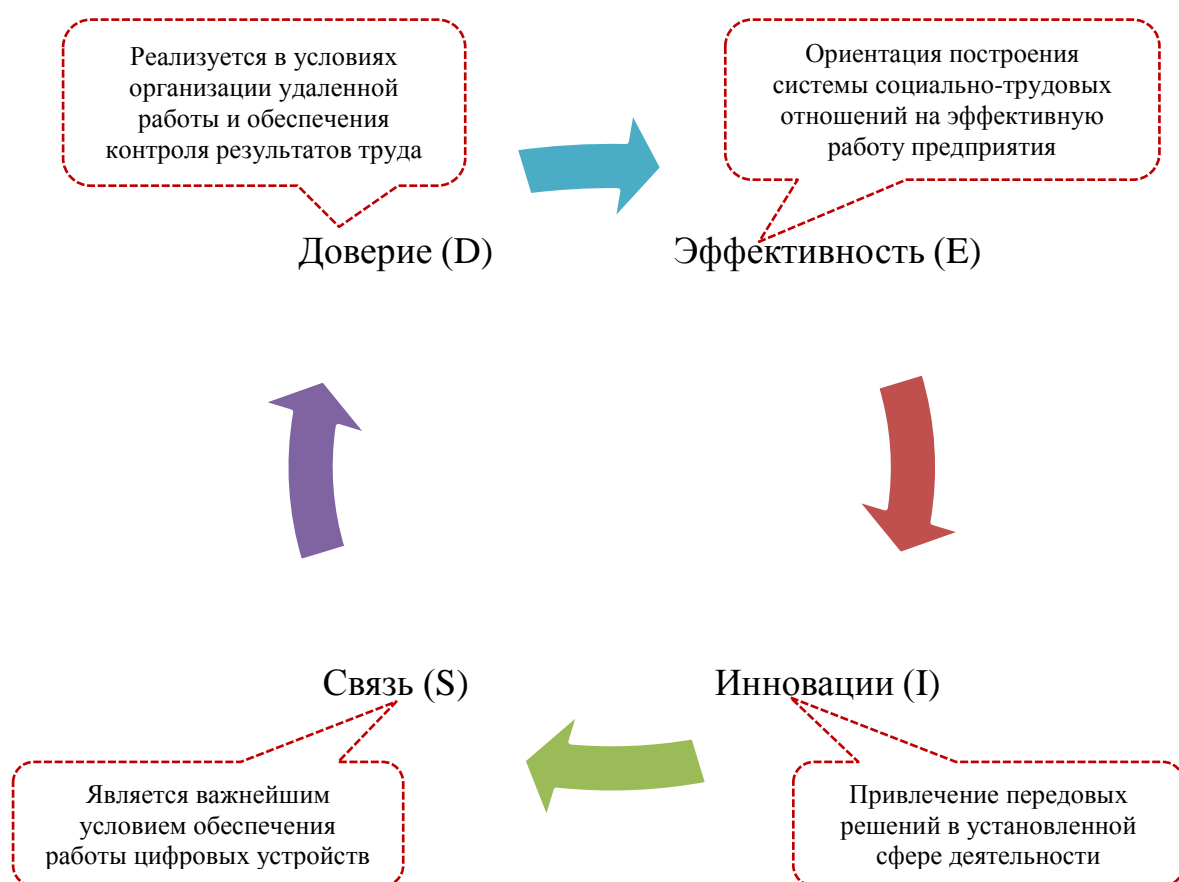 Реализуется в условиях
организации удаленной
работы и обеспечения
контроля результатов труда
Ориентация построения
системы социально-трудовых
отношений на эффективную
работу предприятия
Доверие (D)
Эффективность (E)
Связь (S)
Инновации (I)
Является важнейшим
условием обеспечения
работы цифровых устройств
Привлечение передовых
решений в установленной
сфере деятельности